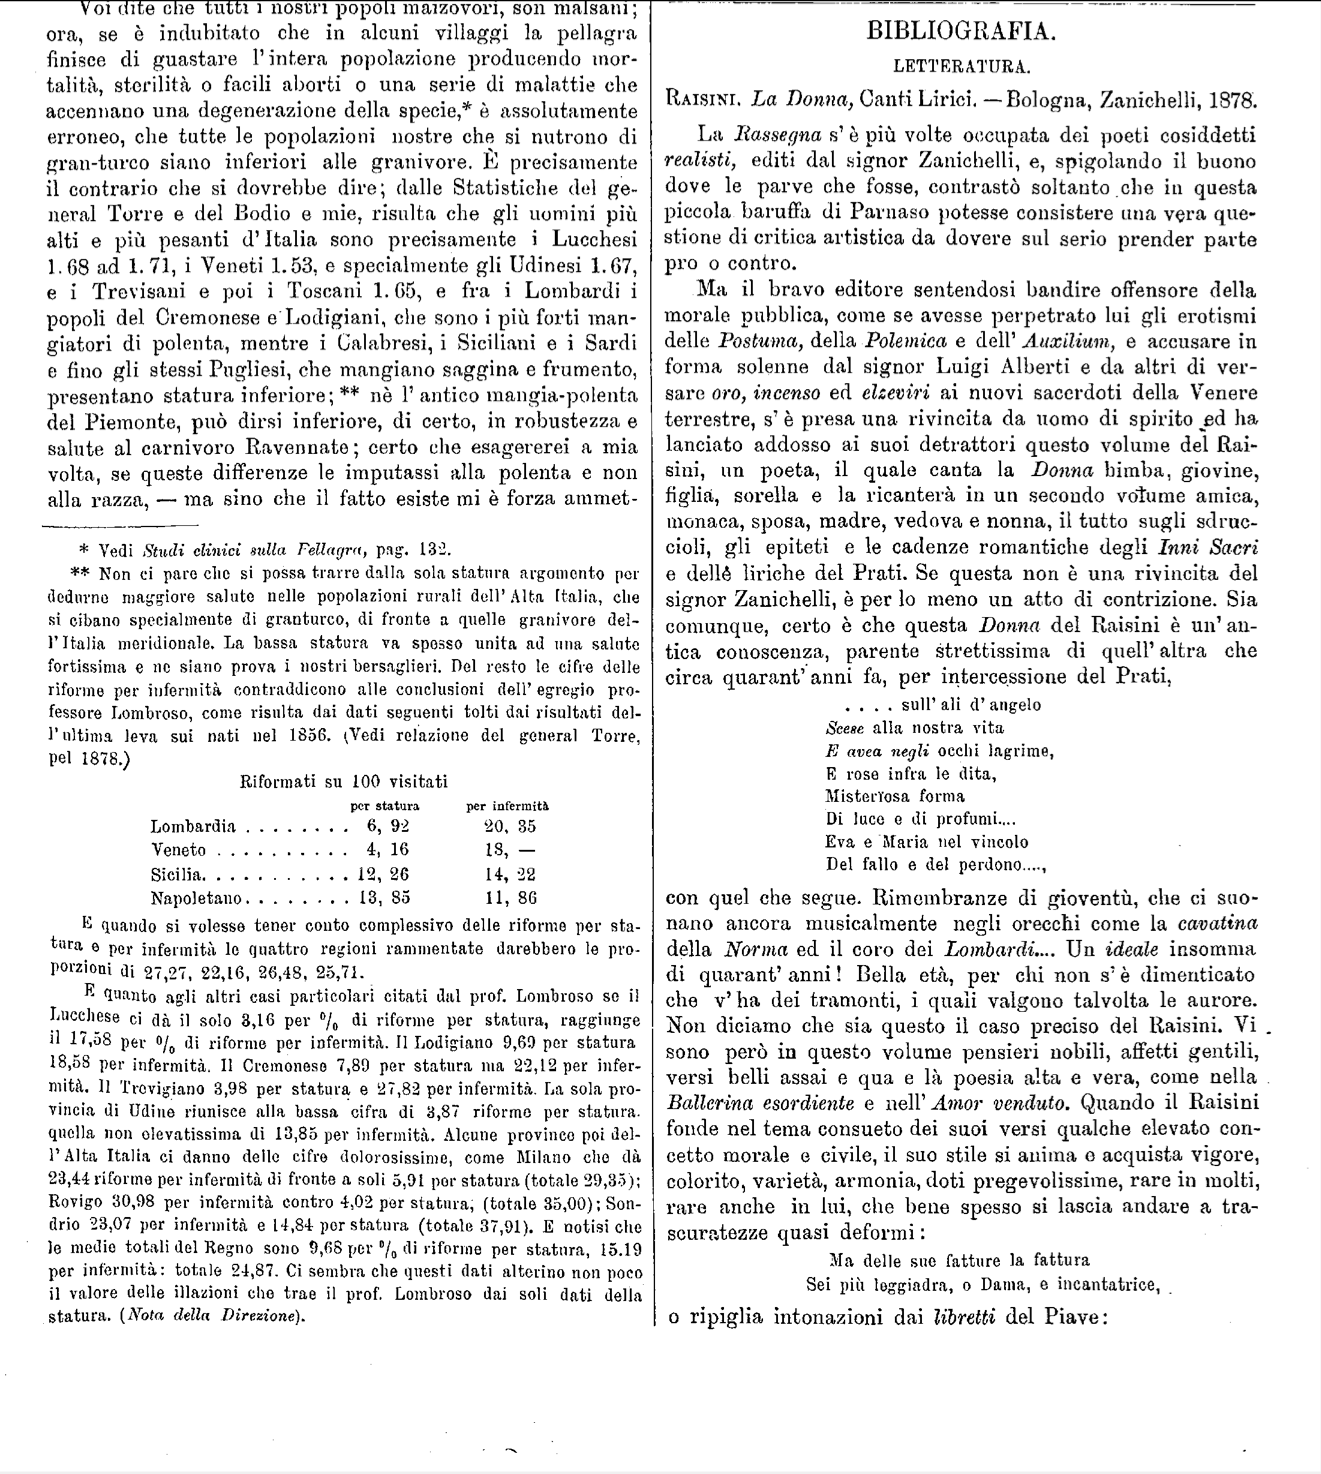 Voi dite che tutti i nostri popoli maizovori, son malsani;
ora, se è indubitato che in alcuni villaggi la pellagra
finisce di guastare l'intera popolazione producendo mor-
talità, sterilità o facili aborti o una serie di malattie che
accennano una degenerazione della specie,* è assolutamente
erroneo, che tutte le popolazioni nostre che si nutrono di
gran-turco siano inferiori alle granivore. È precisamente
il contrario che si dovrebbe dire; dalle Statistiche del ge-
neral Torre e del Bodio e mie, risulta che gli uomini più
alti e più pesanti d'Italia sono precisamente i Lucchesi
1.68 ad 1.71, i Veneti 1.53, e specialmente gli Udinesi 1.67,
e i Trevisani e poi i Toscani 1.65, e fra i Lombardi i
popoli del Cremonese e Lodigiani, che sono i più forti man-
giatori di polenta, mentre i Calabresi, i Siciliani e i Sardi
e fino gli stessi Pugliesi, che mangiano saggina e frumento,
presentano statura inferiore;** nè l'antico mangia-polenta
del Piemonte, può dirsi inferiore, di certo, in robustezza e
salute al carnivoro Ravennate; certo che esagererei a mia
volta, se queste differenze le imputassi alla polenta e non
alla razza, — ma sino che il fatto esiste mi è forza ammet-
* Vedi Studi clinici sulla Pellagra, pag. 132.
** Non ci pare che si possa trarre dalla sola statura argomento per
dedurne maggiore salute nelle popolazioni rurali dell'Alta Italia, che
si cibano specialmente di granturco, di fronte a quelle granivore del-
l'Italia meridionale. La bassa statura va spesso unita ad una salute
fortissima e ne siano prova i nostri bersaglieri. Del resto le cifre delle
riforme per infermità contraddicono alle conclusioni dell'egregio pro-
fessore Lombroso, come risulta dai dati seguenti tolti dai risultati del-
l'ultima leva sui nati nel 1856. (Vedi relazione del general Torre,
pel 1878.)
Riformati su 100 visitati
per statura per infermità
Lombardia . . . . . . . . 6, 92 20, 35
Veneto . . . . . . . . . . . 4, 16 18, —
Sicilia. . . . . . . . . . . . 12, 26 14, 22
Napoletano . . . . . . . . 13, 85 11, 86
E quando si volesse tener conto complessivo delle riforme per sta-
tura e per infermità le quattro regioni rammentate darebbero le pro-
porzioni di 27,27, 22,16, 26,48, 25,71.
E quanto agli altri casi particolari citati dal prof. Lombroso se il
Lucchese ci dà il solo 3,16 per % di riforme per statura, raggiunge
il 17,58 per % di riforme per infermità. Il Lodigiano 9,69 per statura
18,58 per infermità. Il Cremonese 7,89 per statura ma 22,12 per infer-
mità. Il Trevigiano 3,98 per statura e 27,82 per infermità. La sola pro-
vincia di Udine riunisce alla bassa cifra di 3,87 riforme per statura.
quella non elevatissima di 13,85 per infermità. Alcune province poi del-
l'Alta Italia ci danno delle cifre dolorosissime, come Milano che dà
23,44 riforme per infermità di fronte a soli 5,91 per statura (totale 29,35);
Rovigo 30,98 per infermità contro 4,02 per statura, (totale 35,00); Son-
drio 23,07 per infermità e 14,84 per statura (totale 37,91). E notisi che
le medie totali del Regno sono 9,68 per % di riforme per statura, 15.19
per infermità: totale 24,87. Ci sembra che questi dati alterino non poco
il valore delle illazioni che trae il prof. Lombroso dai soli dati della
statura. (Nota della Direzione).
BIBLIOGRAFIA.
LETTERATURA.
RAISINI. La Donna, Canti Lirici. — Bologna, Zanichelli, 1878.
La Rassegna s'è più volte occupata dei poeti cosiddetti
realisti, editi dal signor Zanichelli, e, spigolando il buono
dove le parve che fosse, contrastò soltanto che in questa
piccola baruffa di Parnaso potesse consistere una vera que-
stione di critica artistica da dovere sul serio prender parte
pro o contro.
Ma il bravo editore sentendosi bandire offensore della
morale pubblica, come se avesse perpetrato lui gli erotismi
delle Postuma, della Polemica e dell'Auxilium, e accusare in
forma solenne dal signor Luigi Alberti e da altri di ver-
sare oro, incenso ed elzeviri ai nuovi sacerdoti della Venere
terrestre, s'è presa una rivincita da uomo di spirito ed ha
lanciato addosso ai suoi detrattori questo volume del Rai-
sini, un poeta, il quale canta la Donna bimba, giovine,
figlia, sorella e la ricanterà in un secondo volume amica,
monaca, sposa, madre, vedova e nonna, il tutto sugli sdruc-
cioli, gli epiteti e le cadenze romantiche degli Inni Sacri
e delle liriche del Prati. Se questa non è una rivincita del
signor Zanichelli, è per lo meno un atto di contrizione. Sia
comunque, certo è che questa Donna del Raisini è un'an-
tica conoscenza, parente strettissima di quell'altra che
circa quarant'anni fa, per intercessione del Prati,
. . . . sull'ali d'angelo
Scese alla nostra vita
E avea negli occhi lagrime,
E rose infra le dita,
Misteriosa forma
Di luce e di profumi....
Eva e Maria nel vincolo
Del fallo e del perdono....,
con quel che segue. Rimembranze di gioventù, che ci suo-
nano ancora musicalmente negli orecchi come la cavatina
della Norma ed il coro dei Lombardi.... Un ideale insomma
di quarant'anni! Bella età, per chi non s'è dimenticato
che v'ha dei tramonti, i quali valgono talvolta le aurore.
Non diciamo che sia questo il caso preciso del Raisini. Vi
sono però in questo volume pensieri nobili, affetti gentili,
versi belli assai e qua e là poesia alta e vera, come nella
Ballerina esordiente e nell'Amor venduto. Quando il Raisini
fonde nel tema consueto dei suoi versi qualche elevato con-
cetto morale e civile, il suo stile si anima e acquista vigore,
colorito, varietà, armonia, doti pregevolissime, rare in molti,
rare anche in lui, che bene spesso si lascia andare a tra-
scuratezze quasi deformi:
Ma delle sue fatture la fattura
Sei più leggiadra, o Dama, e incantatrice,
o ripiglia intonazioni dai libretti del Piave: